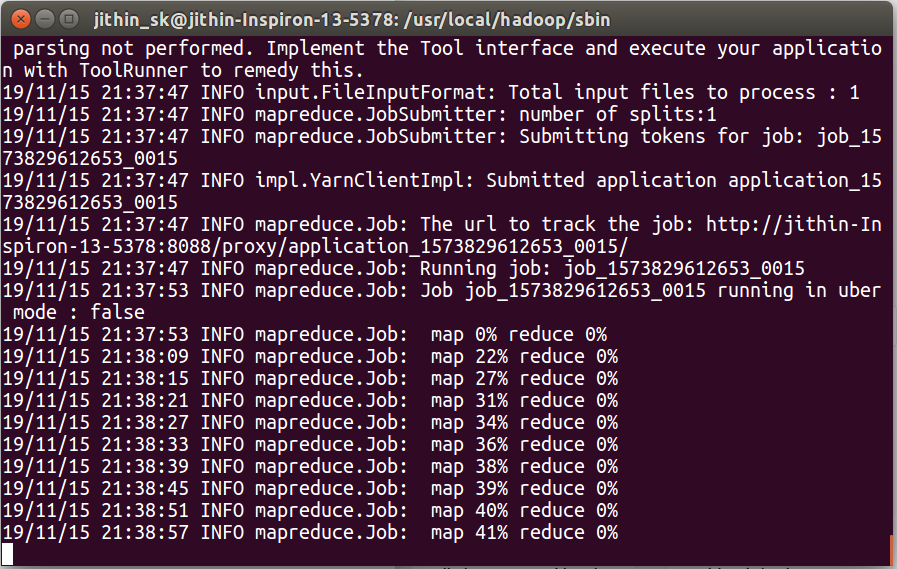 jithin_sk@jithin-Inspiron-13-5378: /usr/local/hadoop/sbin
parsing not performed. Implement the Tool interface and execute your applicatio
n with ToolRunner to remedy this.
19/11/15 21:37:47 INFO input.FileInputFormat: Total input files to process : 1
19/11/15 21:37:47 INFO mapreduce.JobSubmitter: number of splits:1
19/11/15 21:37:47 INFO mapreduce.JobSubmitter: Submitting tokens for job: job_15
73829612653_0015
19/11/15 21:37:47 INFO impl.YarnClientImpl: Submitted application application_15
73829612653_0015
19/11/15 21:37:47 INFO mapreduce.Job: The url to track the job: http://jithin-In
spiron-13-5378:8088/proxy/application_1573829612653_0015/
19/11/15 21:37:47 INFO mapreduce.Job: Running job: job_1573829612653_0015
19/11/15 21:37:53 INFO mapreduce.Job: Job job_1573829612653_0015 running in uber
mode : false
19/11/15 21:37:53 INFO mapreduce.Job:  map 0% reduce 0%
19/11/15 21:38:09 INFO mapreduce.Job:  map 22% reduce 0%
19/11/15 21:38:15 INFO mapreduce.Job:  map 27% reduce 0%
19/11/15 21:38:21 INFO mapreduce.Job:  map 31% reduce 0%
19/11/15 21:38:27 INFO mapreduce.Job:  map 34% reduce 0%
19/11/15 21:38:33 INFO mapreduce.Job:  map 36% reduce 0%
19/11/15 21:38:39 INFO mapreduce.Job:  map 38% reduce 0%
19/11/15 21:38:45 INFO mapreduce.Job:  map 39% reduce 0%
19/11/15 21:38:51 INFO mapreduce.Job:  map 40% reduce 0%
19/11/15 21:38:57 INFO mapreduce.Job:  map 41% reduce 0%